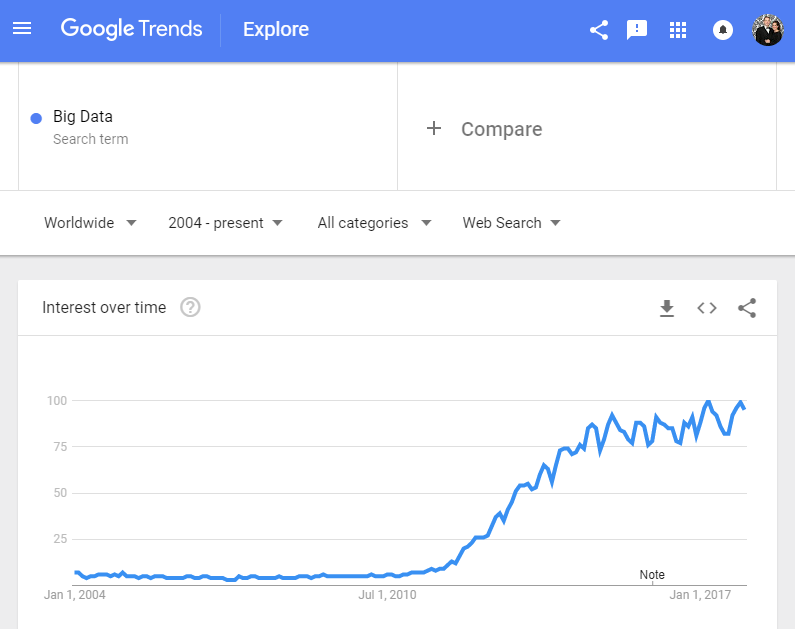 Google Trends
Explore
Big Data
Search term
+ Compare
Worldwide
2004 - present
All categories
Web Search
Interest over time ?
100
75
50
25
Note
Jan 1, 2004
Jul 1, 2010
Jan 1, 2017